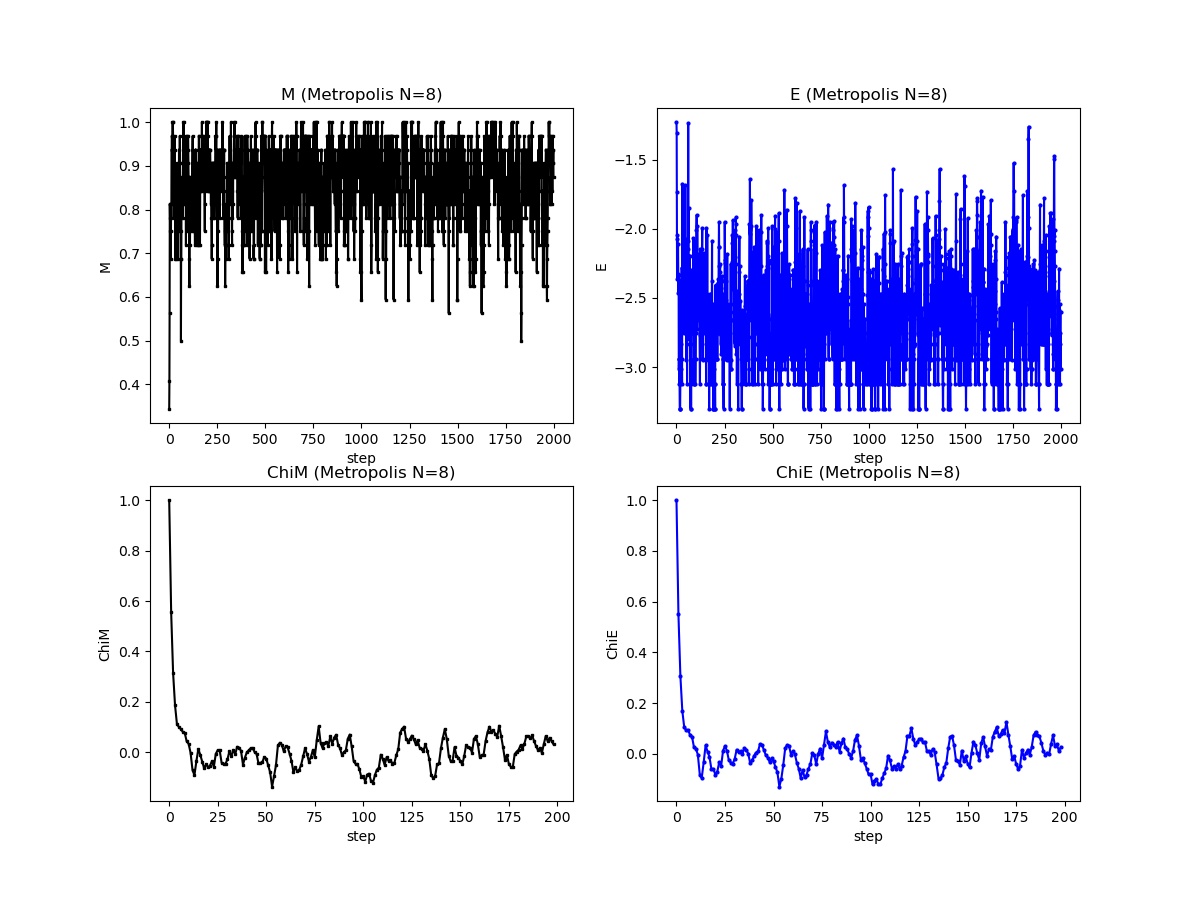 M (Metropolis N=8)
1.0
0.9
0.8
0.7
0.6
0.5
0.4
M
0 250 500 750 1000 1250 1500 1750 2000
step
E (Metropolis N=8)
−1.5
−2.0
−2.5
−3.0
E
0 250 500 750 1000 1250 1500 1750 2000
step
ChiM (Metropolis N=8)
1.0
0.8
0.6
0.4
0.2
0.0
ChiM
0 25 50 75 100 125 150 175 200
step
ChiE (Metropolis N=8)
1.0
0.8
0.6
0.4
0.2
0.0
ChiE
0 25 50 75 100 125 150 175 200
step